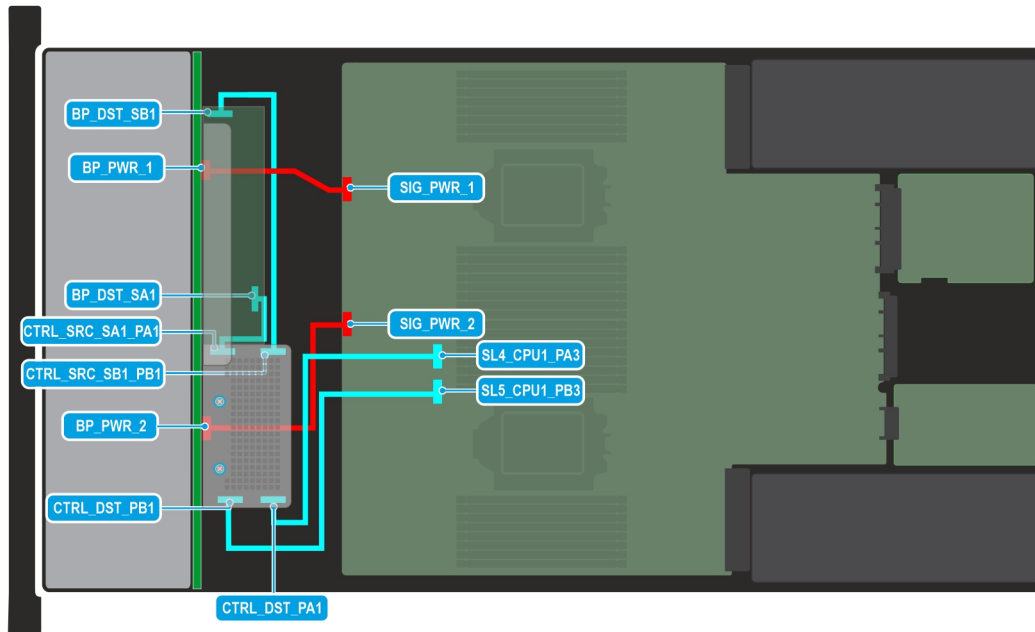 BP_DST_SB1
BP_PWR_1
SIG_PWR_1
BP_DST_SA1
CTRL_SRC_SA1_PA1
SIG_PWR_2
SL4_CPU1_PA3
CTRL_SRC_SB1_PB1
SL5_CPU1_PB3
BP_PWR_2
CTRL_DST_PB1
CTRL_DST_PA1